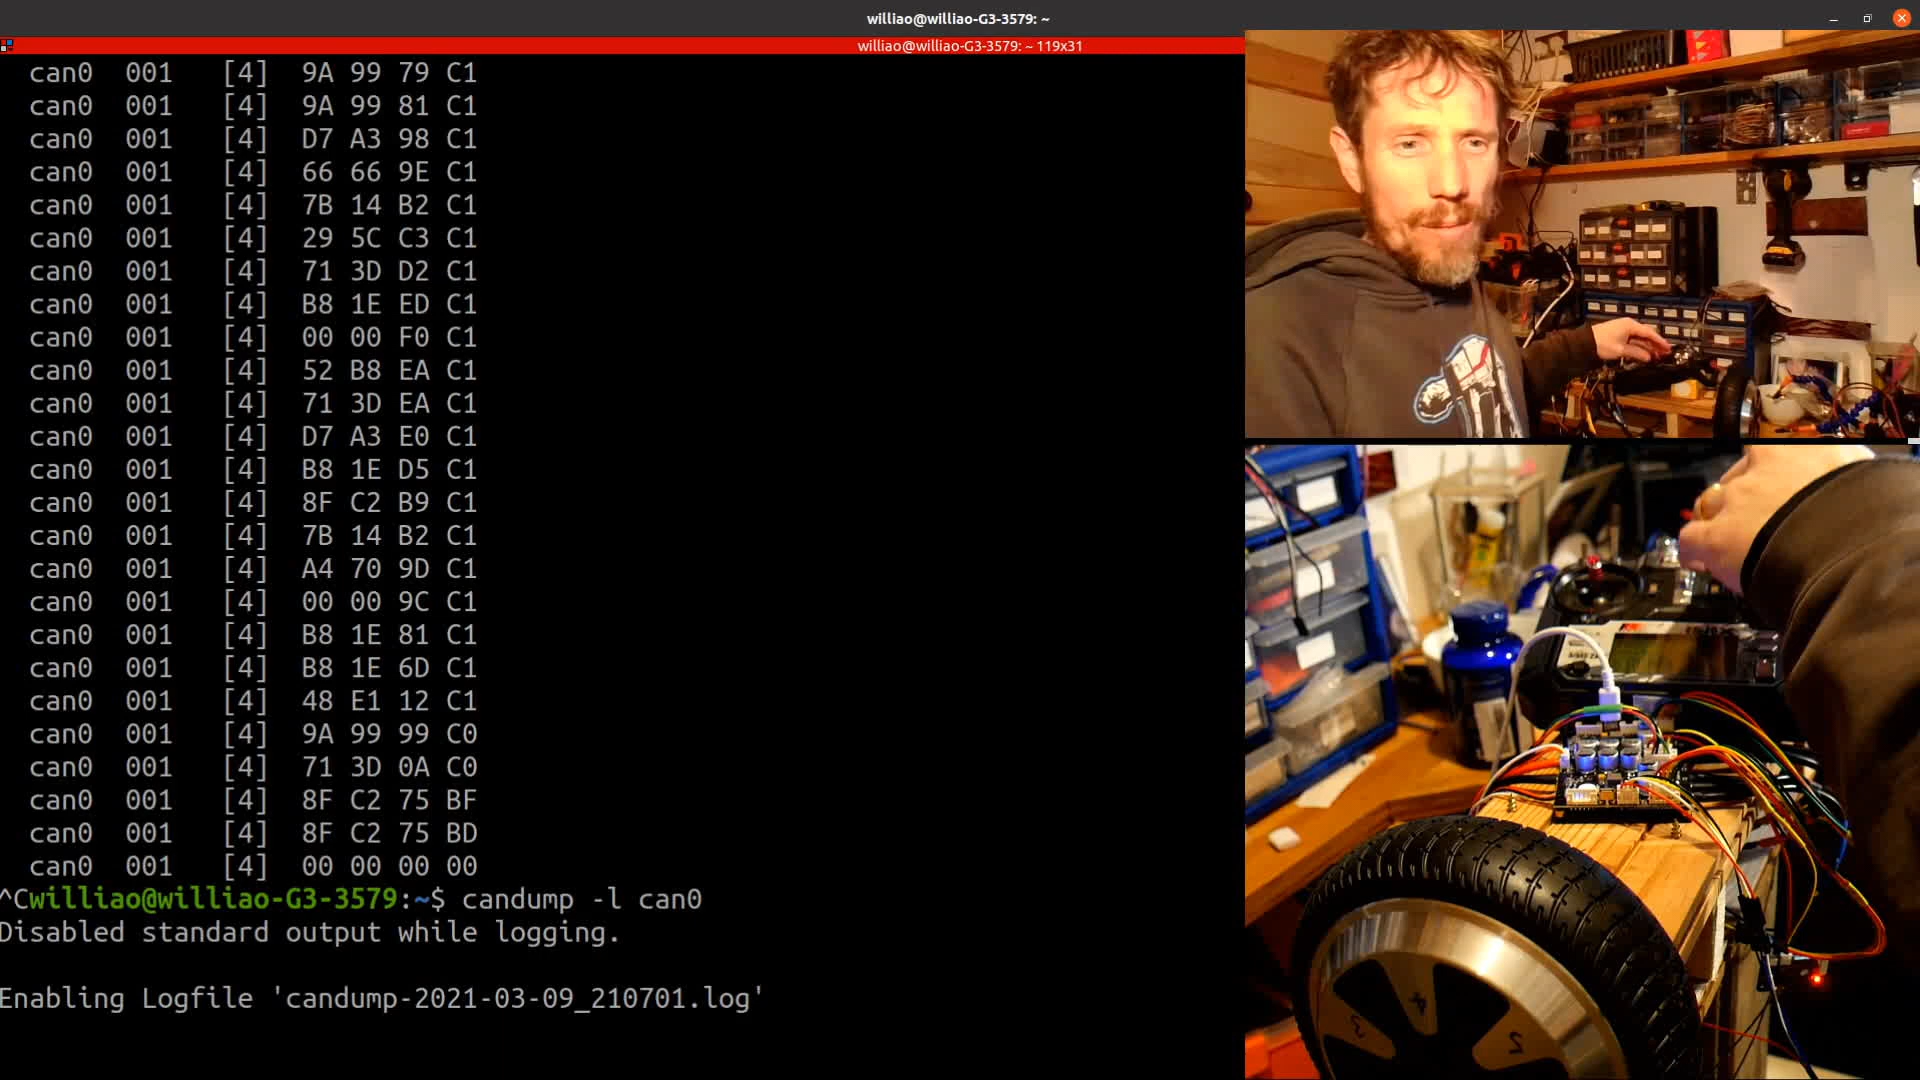 williao@williao-G3-3579: ~
williao@williao-G3-3579: ~ 119x31
can0 001 [4] 9A 99 79 C1
can0 001 [4] 9A 99 81 C1
can0 001 [4] D7 A3 98 C1
can0 001 [4] 66 66 9E C1
can0 001 [4] 7B 14 B2 C1
can0 001 [4] 29 5C C3 C1
can0 001 [4] 71 3D D2 C1
can0 001 [4] B8 1E ED C1
can0 001 [4] 00 00 F0 C1
can0 001 [4] 52 B8 EA C1
can0 001 [4] 71 3D EA C1
can0 001 [4] D7 A3 E0 C1
can0 001 [4] B8 1E D5 C1
can0 001 [4] 8F C2 B9 C1
can0 001 [4] 7B 14 B2 C1
can0 001 [4] A4 70 9D C1
can0 001 [4] 00 00 9C C1
can0 001 [4] B8 1E 81 C1
can0 001 [4] B8 1E 6D C1
can0 001 [4] 48 E1 12 C1
can0 001 [4] 9A 99 99 C0
can0 001 [4] 71 3D 0A C0
can0 001 [4] 8F C2 75 BF
can0 001 [4] 8F C2 75 BD
can0 001 [4] 00 00 00 00
^Cwilliao@williao-G3-3579:~$ candump -l can0
Disabled standard output while logging.
Enabling Logfile 'candump-2021-03-09_210701.log'
3
4
2